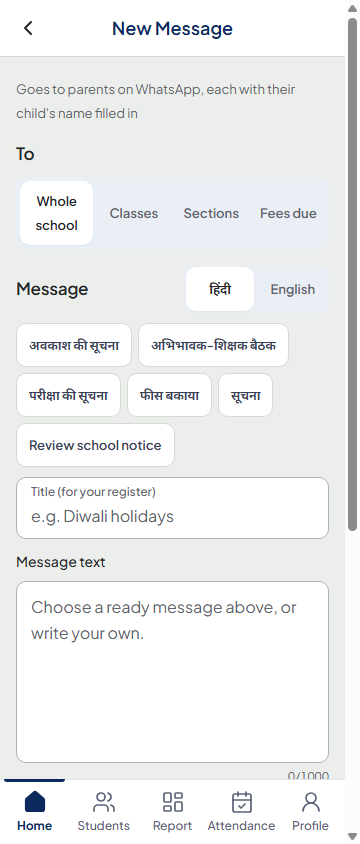 New Message
Goes to parents on WhatsApp, each with their
child's name filled in
To
Whole
school
Classes
Sections
Fees due
Message
हिंदी
English
अवकाश की सूचना
अभिभावक-शिक्षक बैठक
परीक्षा की सूचना
फीस बकाया
सूचना
Review school notice
Title (for your register)
e.g. Diwali holidays
Message text
Choose a ready message above, or
write your own.
0/1000
Home
Students
Report
Attendance
Profile